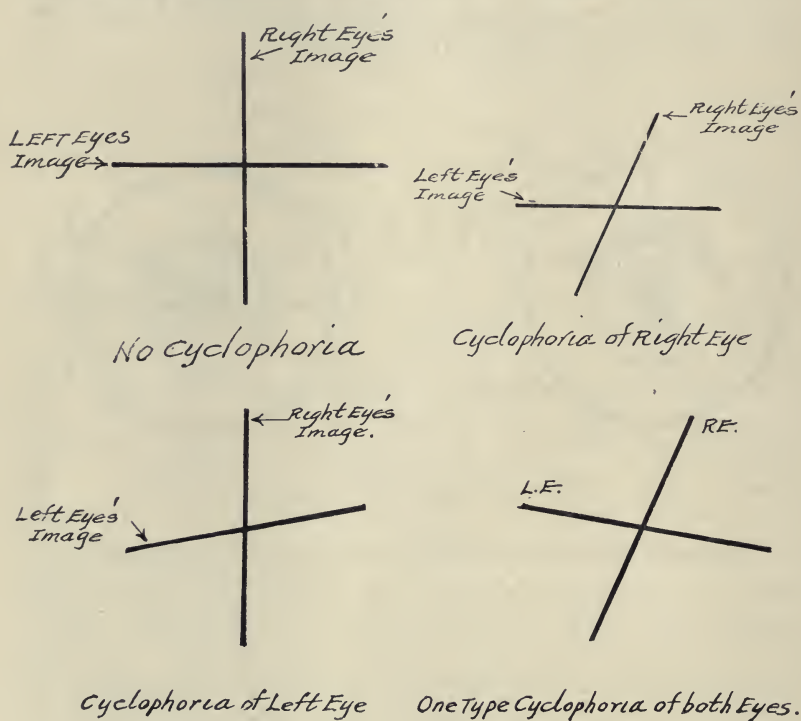 Right Eye's
Image
LEFT Eyes
Image
No Cyclophoria
Right Eye's
Image
Left Eye's
Image
Cyclophoria of Right Eye
Right Eye's
Image.
Left Eye's
Image
Cyclophoria of Left Eye
R.E.
L.E.
One Type Cyclophoria of both Eyes.